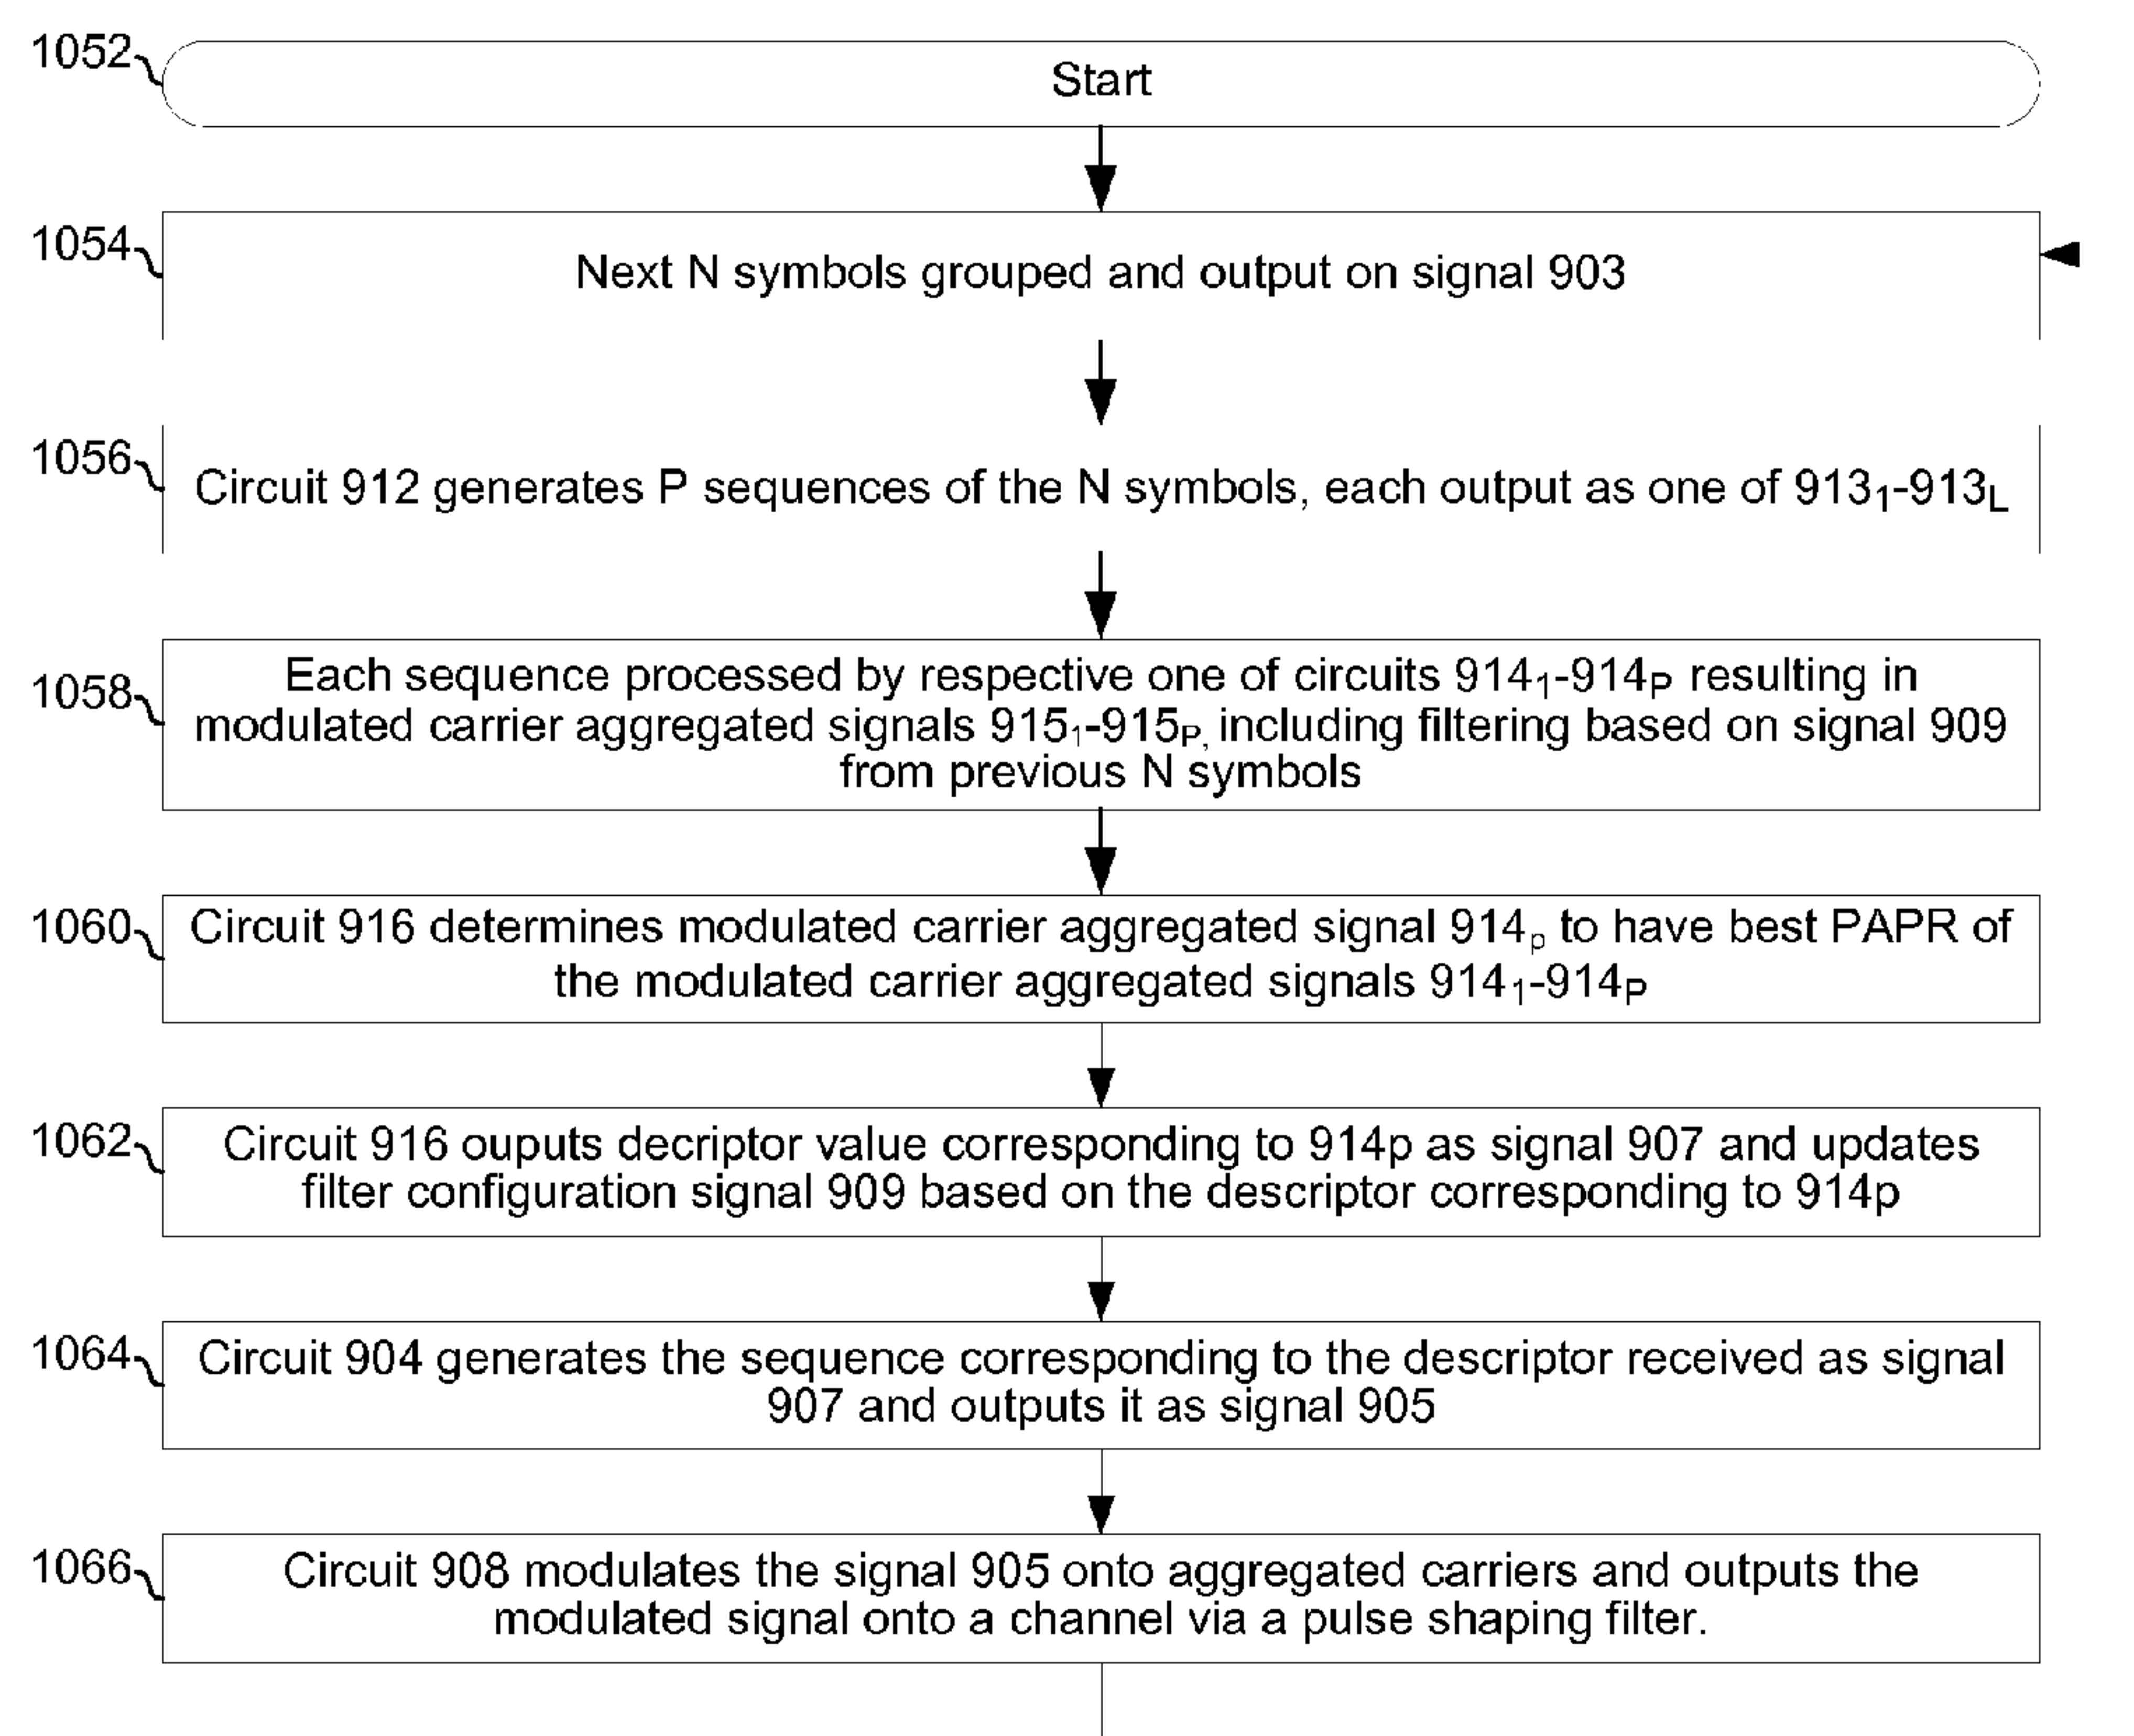 1052
Start
1054
Next N symbols grouped and output on signal 903
1056
Circuit 912 generates P sequences of the N symbols, each output as one of 913₁-913L
1058
Each sequence processed by respective one of circuits 914₁-914P resulting in
modulated carrier aggregated signals 915₁-915P, including filtering based on signal 909
from previous N symbols
1060
Circuit 916 determines modulated carrier aggregated signal 914p to have best PAPR of
the modulated carrier aggregated signals 914₁-914P
1062
Circuit 916 ouputs decriptor value corresponding to 914p as signal 907 and updates
filter configuration signal 909 based on the descriptor corresponding to 914p
1064
Circuit 904 generates the sequence corresponding to the descriptor received as signal
907 and outputs it as signal 905
1066
Circuit 908 modulates the signal 905 onto aggregated carriers and outputs the
modulated signal onto a channel via a pulse shaping filter.